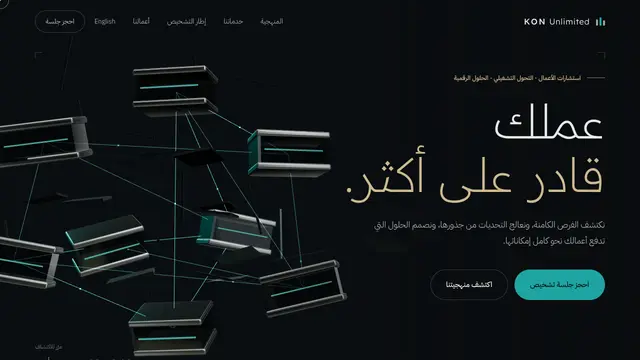 KON Unlimited
المنهجية
خدماتنا
إطار التشخيص
أعمالنا
English
احجز جلسة
استشارات الأعمال · التحول التشغيلي · الحلول الرقمية
عملك
قادر على أكثر.
نكتشف الفرص الكامنة، ونعالج التحديات من جذورها، ونصمم الحلول التي
تدفع أعمالك نحو كامل إمكاناتها.
احجز جلسة تشخيص
اكتشف منهجيتنا